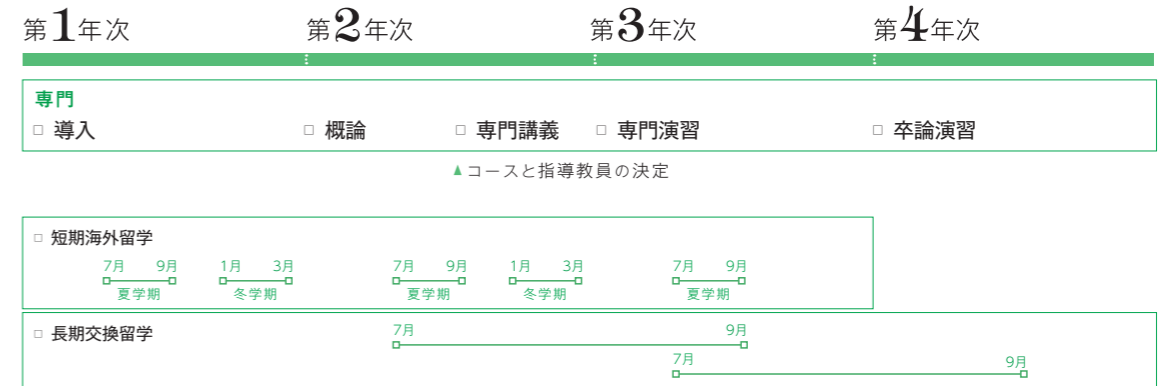 第1年次 第2年次 第3年次 第4年次
専門
□ 導入 □ 概論 □ 専門講義 □ 専門演習 □ 卒論演習
▲コースと指導教員の決定
□ 短期海外留学
7月 9月 1月 3月 7月 9月 1月 3月 7月 9月
夏学期 冬学期 夏学期 冬学期 夏学期
□ 長期交換留学
7月 9月
7月 9月